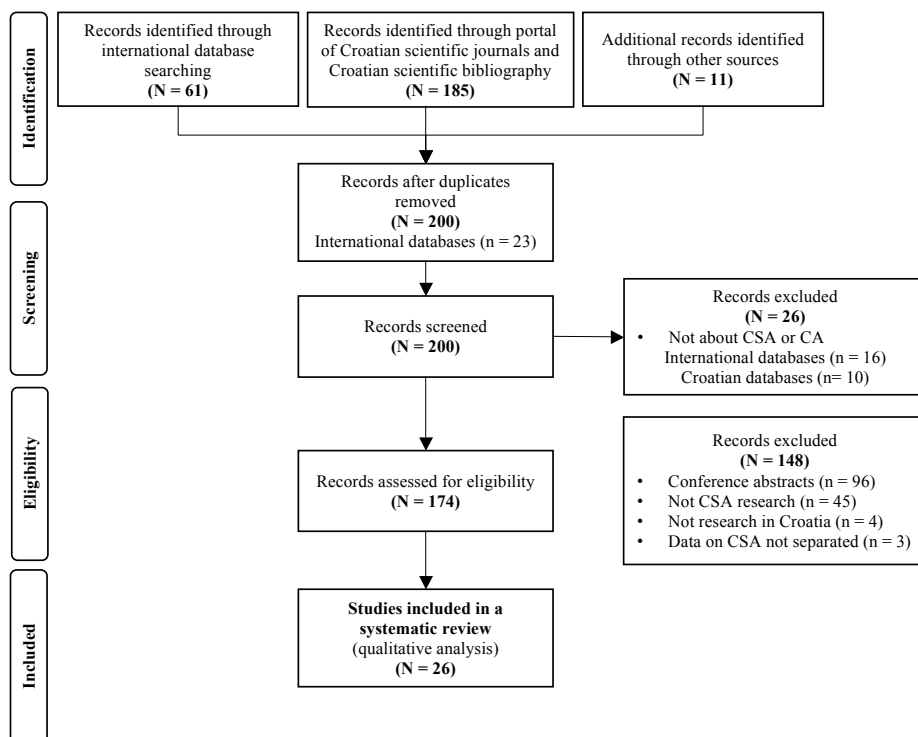 Identification
Records identified through
international database
searching
(N = 61)
Records identified through portal
of Croatian scientific journals and
Croatian scientific bibliography
(N = 185)
Additional records identified
through other sources
(N = 11)
Records after duplicates
removed
(N = 200)
International databases (n = 23)
Screening
Records screened
(N = 200)
Records excluded
(N = 26)
• Not about CSA or CA
International databases (n = 16)
Croatian databases (n= 10)
Eligibility
Records assessed for eligibility
(N = 174)
Records excluded
(N = 148)
• Conference abstracts (n = 96)
• Not CSA research (n = 45)
• Not research in Croatia (n = 4)
• Data on CSA not separated (n = 3)
Included
Studies included in a
systematic review
(qualitative analysis)
(N = 26)